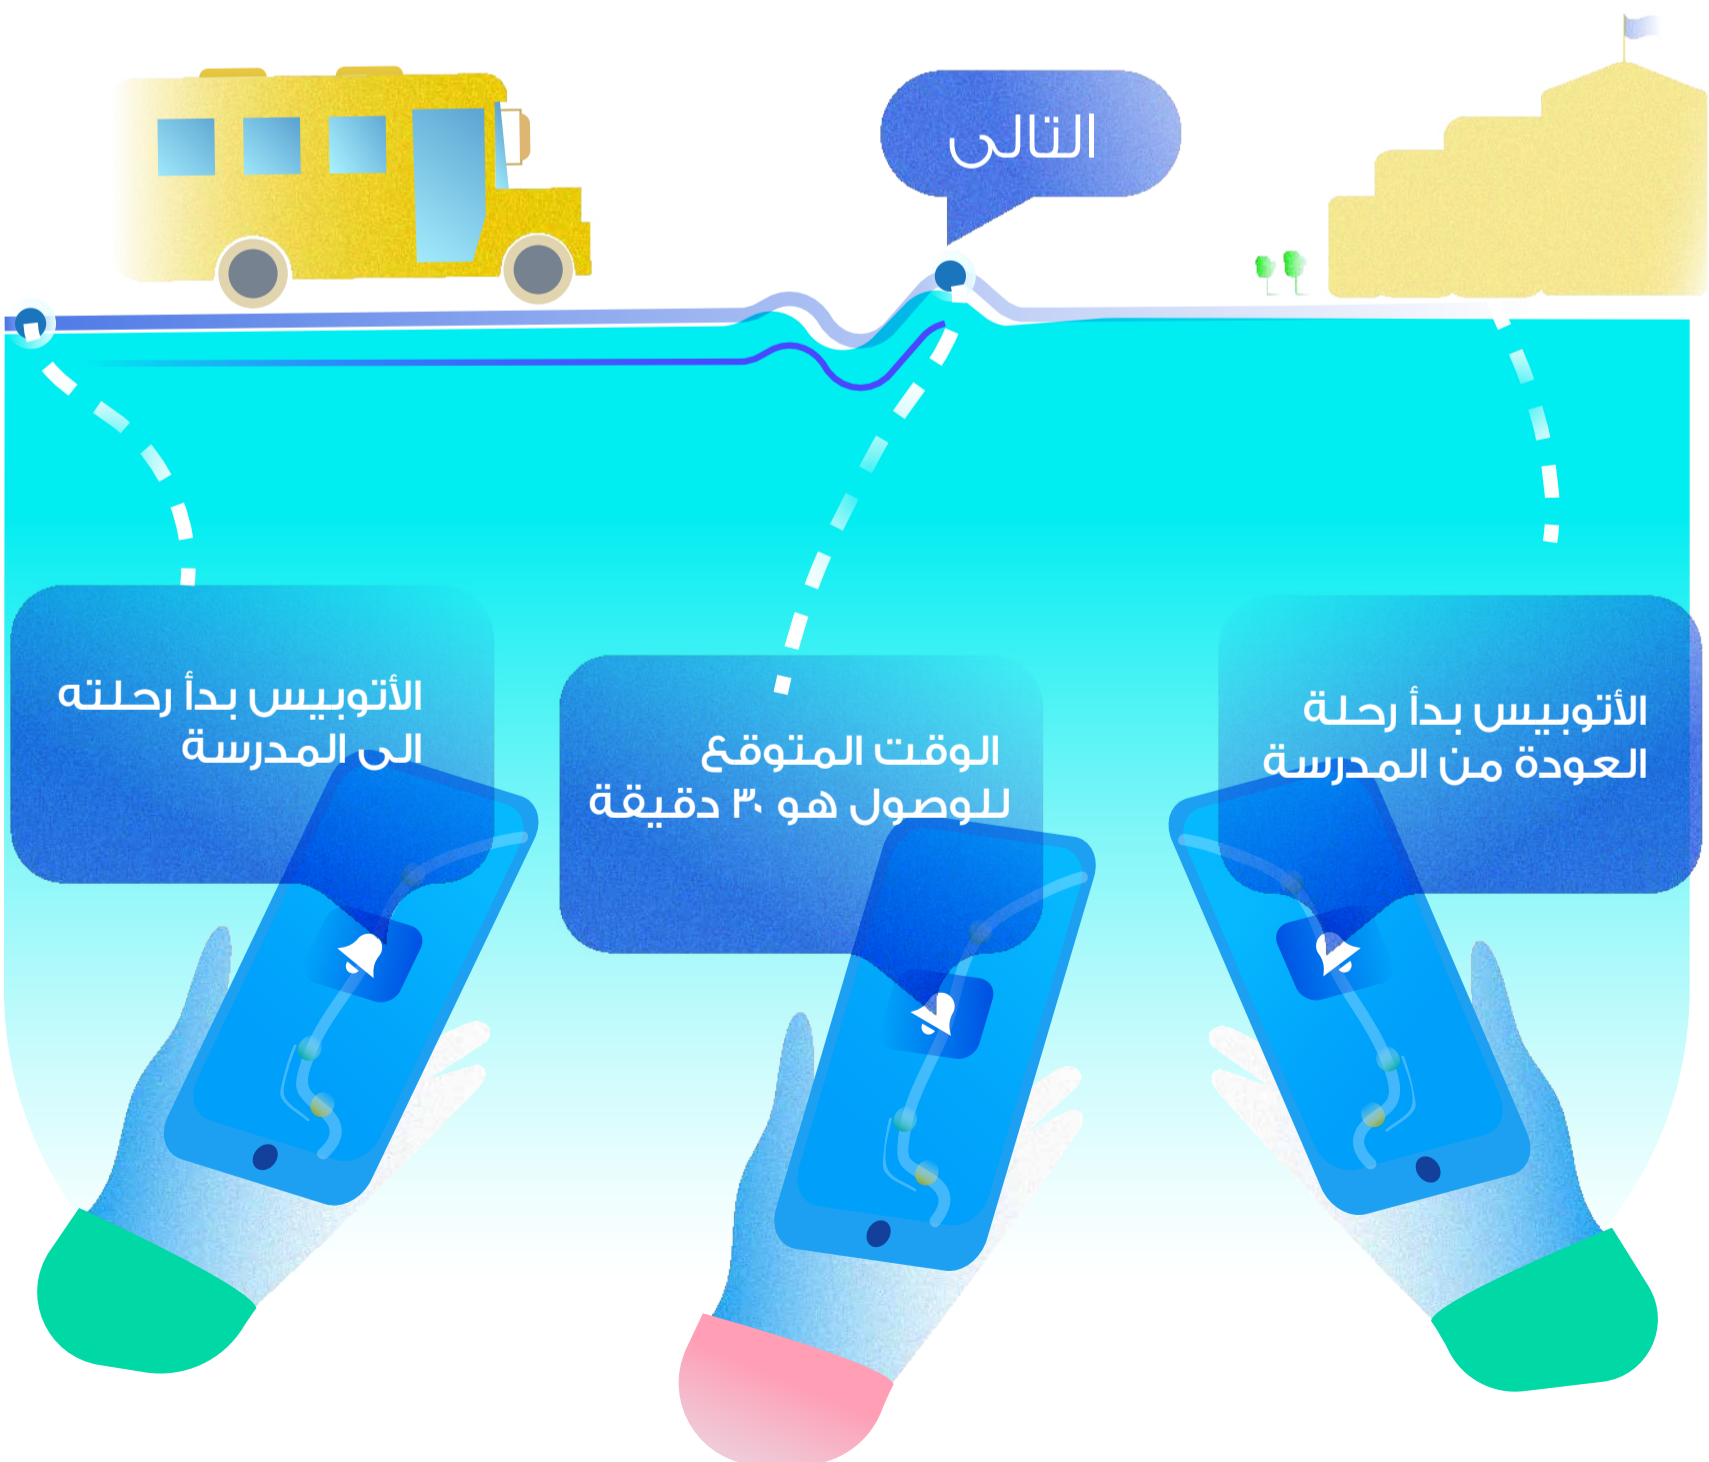 التالى
الأتوبيس بدأ رحلة
العودة من المدرسة
الوقت المتوقع
للوصول هو ٣٠ دقيقة
الأتوبيس بدأ رحلته
الى المدرسة